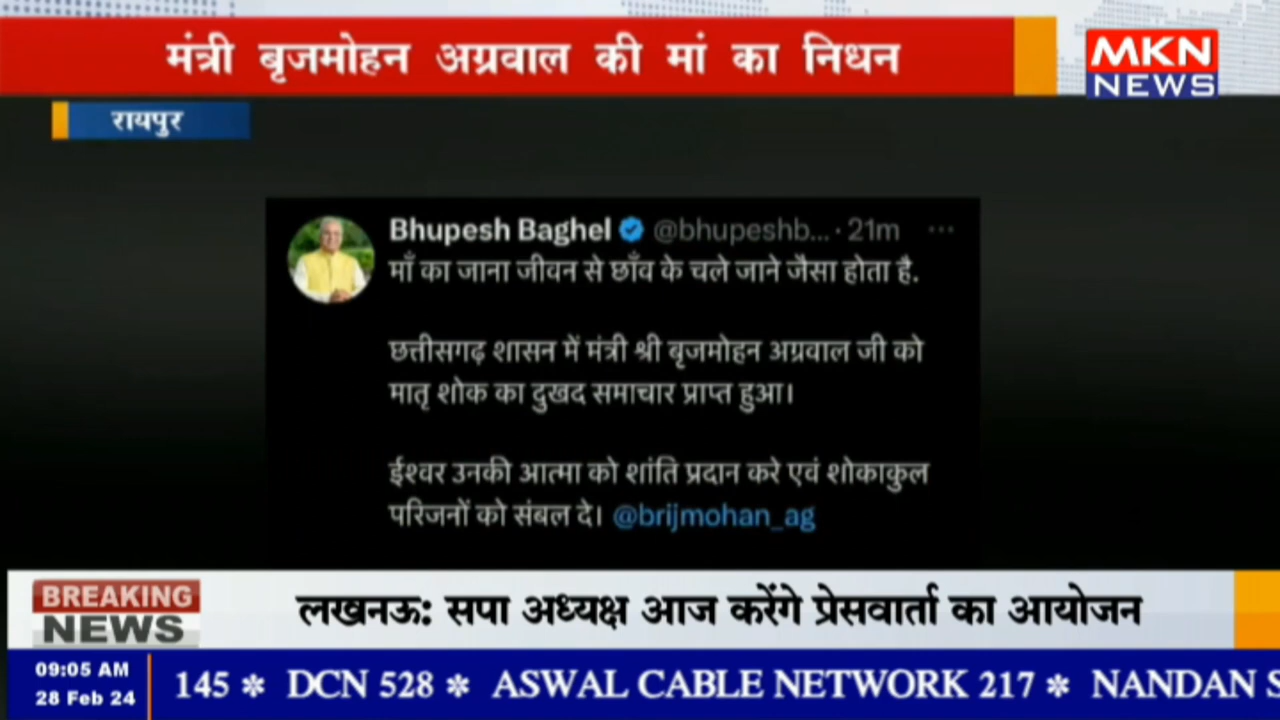 मंत्री बृजमोहन अग्रवाल की मां का निधन
MKN
NEWS
रायपुर
Bhupesh Baghel @bhupeshb... · 21m ...
माँ का जाना जीवन से छाँव के चले जाने जैसा होता है.
छत्तीसगढ़ शासन में मंत्री श्री बृजमोहन अग्रवाल जी को
मातृ शोक का दुखद समाचार प्राप्त हुआ।
ईश्वर उनकी आत्मा को शांति प्रदान करे एवं शोकाकुल
परिजनों को संबल दे। @brijmohan_ag
BREAKING
NEWS
लखनऊ: सपा अध्यक्ष आज करेंगे प्रेसवार्ता का आयोजन
09:05 AM
28 Feb 24
145 * DCN 528 * ASWAL CABLE NETWORK 217 * NANDAN S